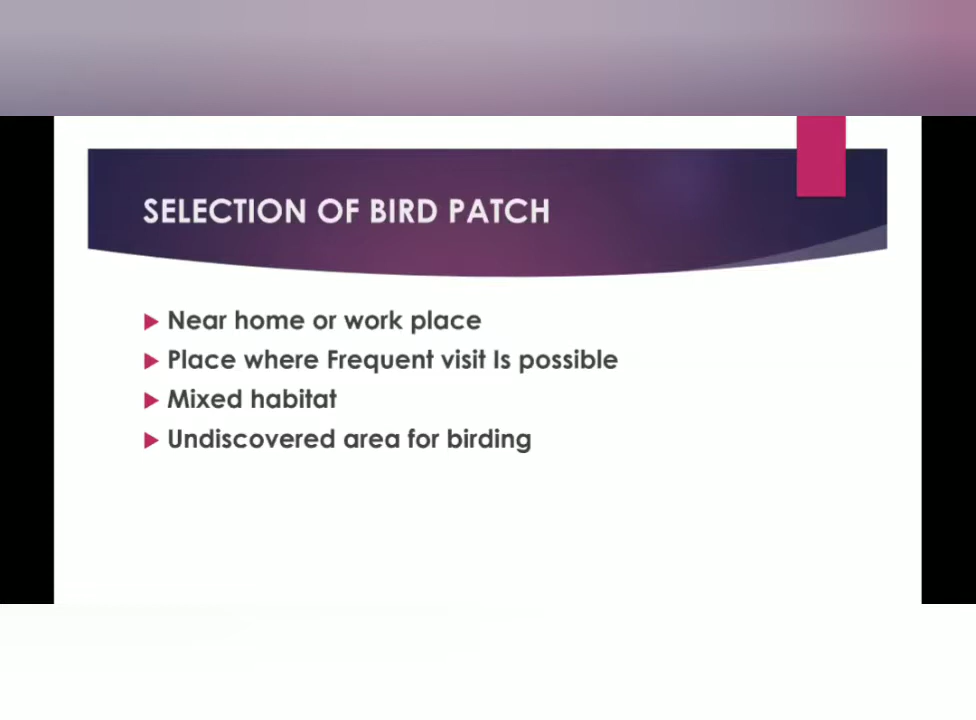 SELECTION OF BIRD PATCH
Near home or work place
Place where Frequent visit Is possible
Mixed habitat
Undiscovered area for birding